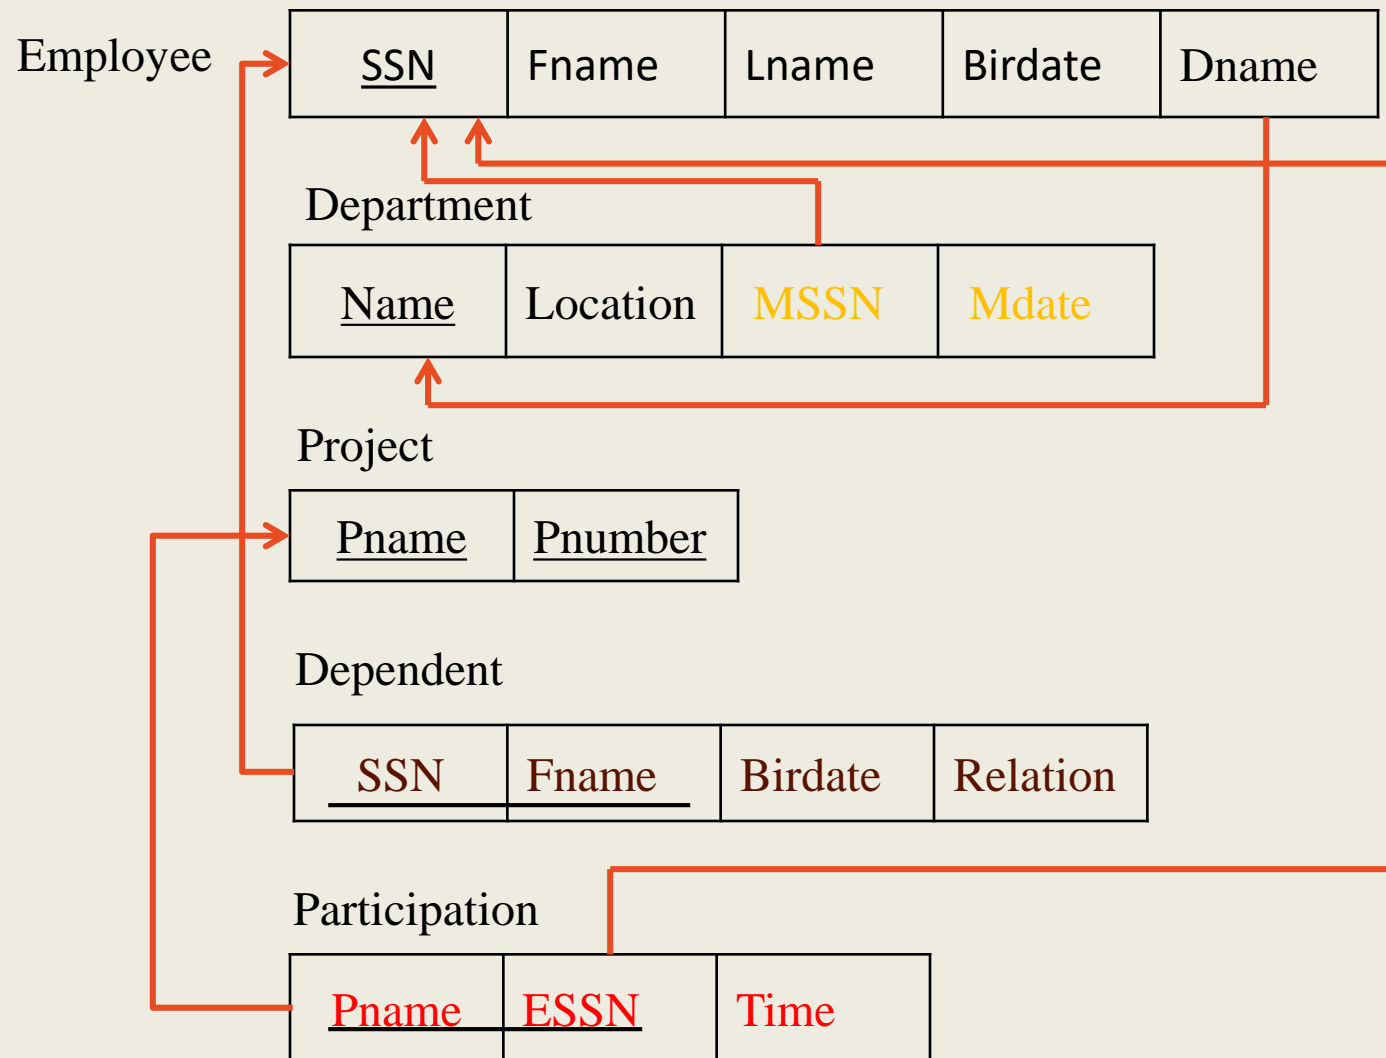 Employee SSN Fname Lname Birdate Dname
Department
Name Location MSSN Mdate
Project
Pname Pnumber
Dependent
SSN Fname Birdate Relation
Participation
Pname ESSN Time